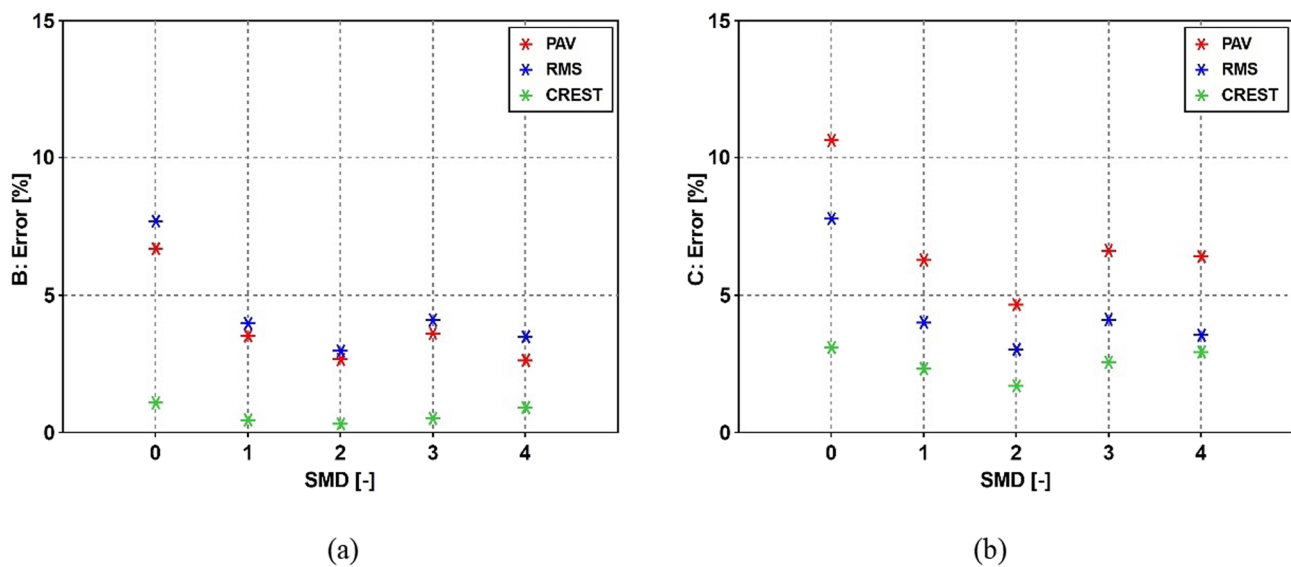 15
10
5
0
B: Error [%]
PAV
RMS
CREST
0 1 2 3 4
SMD [-]
(a)
15
10
5
0
C: Error [%]
PAV
RMS
CREST
0 1 2 3 4
SMD [-]
(b)